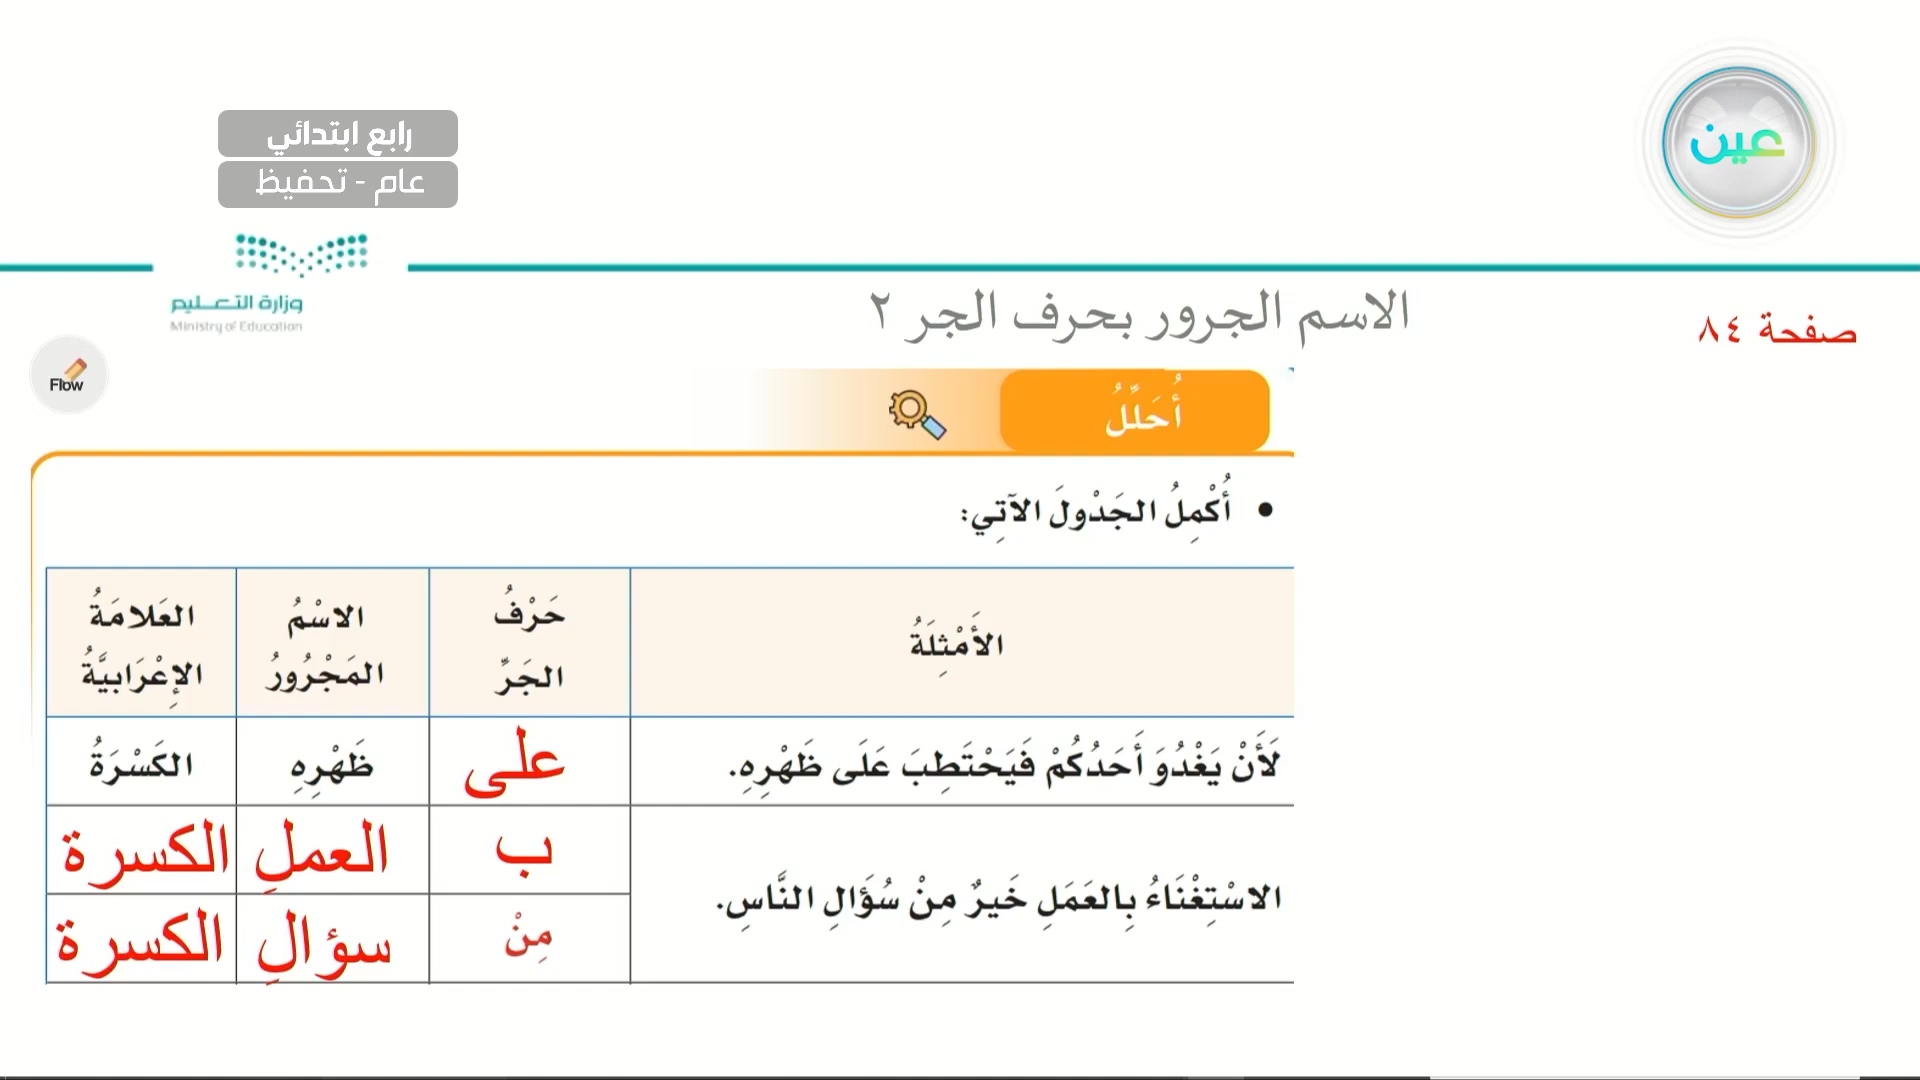 رابع ابتدائي
عام - تحفيظ
عين
وزارة التعليم
Ministry of Education
الاسم الجرور بحرف الجر ٢
صفحة ٨٤
Flow
أُحَلِّلُ
• أُكْمِلُ الجَدْولَ الآتِي:
الأَمْثِلَةُ
حَرْفُ الجَرِّ
الاسْمُ المَجْرُورُ
العَلامَةُ الإِعْرَابيَّةُ
لَأَنْ يَغْدُوَ أَحَدُكُمْ فَيَحْتَطِبَ عَلَى ظَهْرِهِ.
على
ظَهْرِهِ
الكَسْرَةُ
الاسْتِغْنَاءُ بِالعَمَلِ خَيرٌ مِنْ سُؤَالِ النَّاسِ.
ب
العملِ
الكسرة
مِنْ
سؤالِ
الكسرة